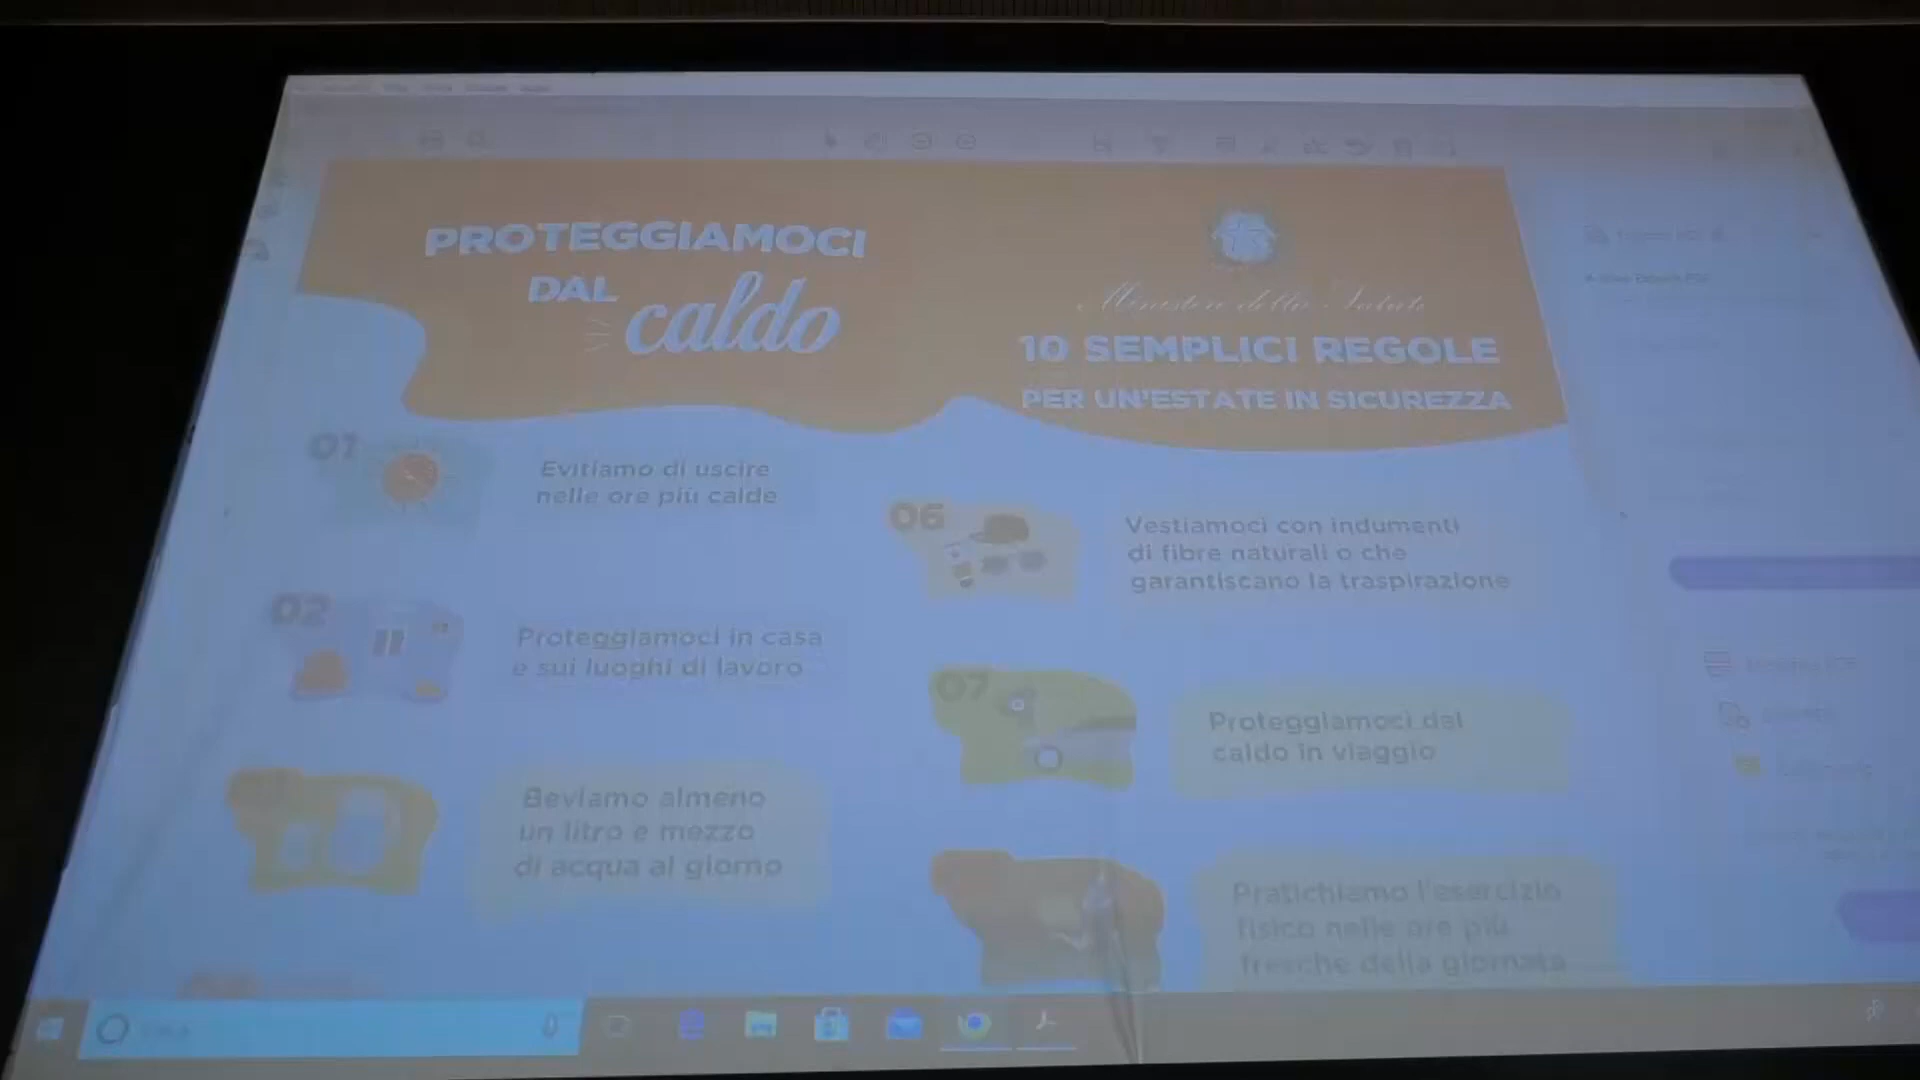 PROTEGGIAMOCI
DAL caldo
Ministero della Salute
10 SEMPLICI REGOLE
PER UN'ESTATE IN SICUREZZA
01
Evitiamo di uscire
nelle ore più calde
02
Proteggiamoci in casa
e sui luoghi di lavoro
Beviamo almeno
un litro e mezzo
di acqua al giorno
06
Vestiamoci con indumenti
di fibre naturali o che
garantiscano la traspirazione
07
Proteggiamoci dal
caldo in viaggio
Pratichiamo l'esercizio
fisico nelle ore più
fresche della giornata